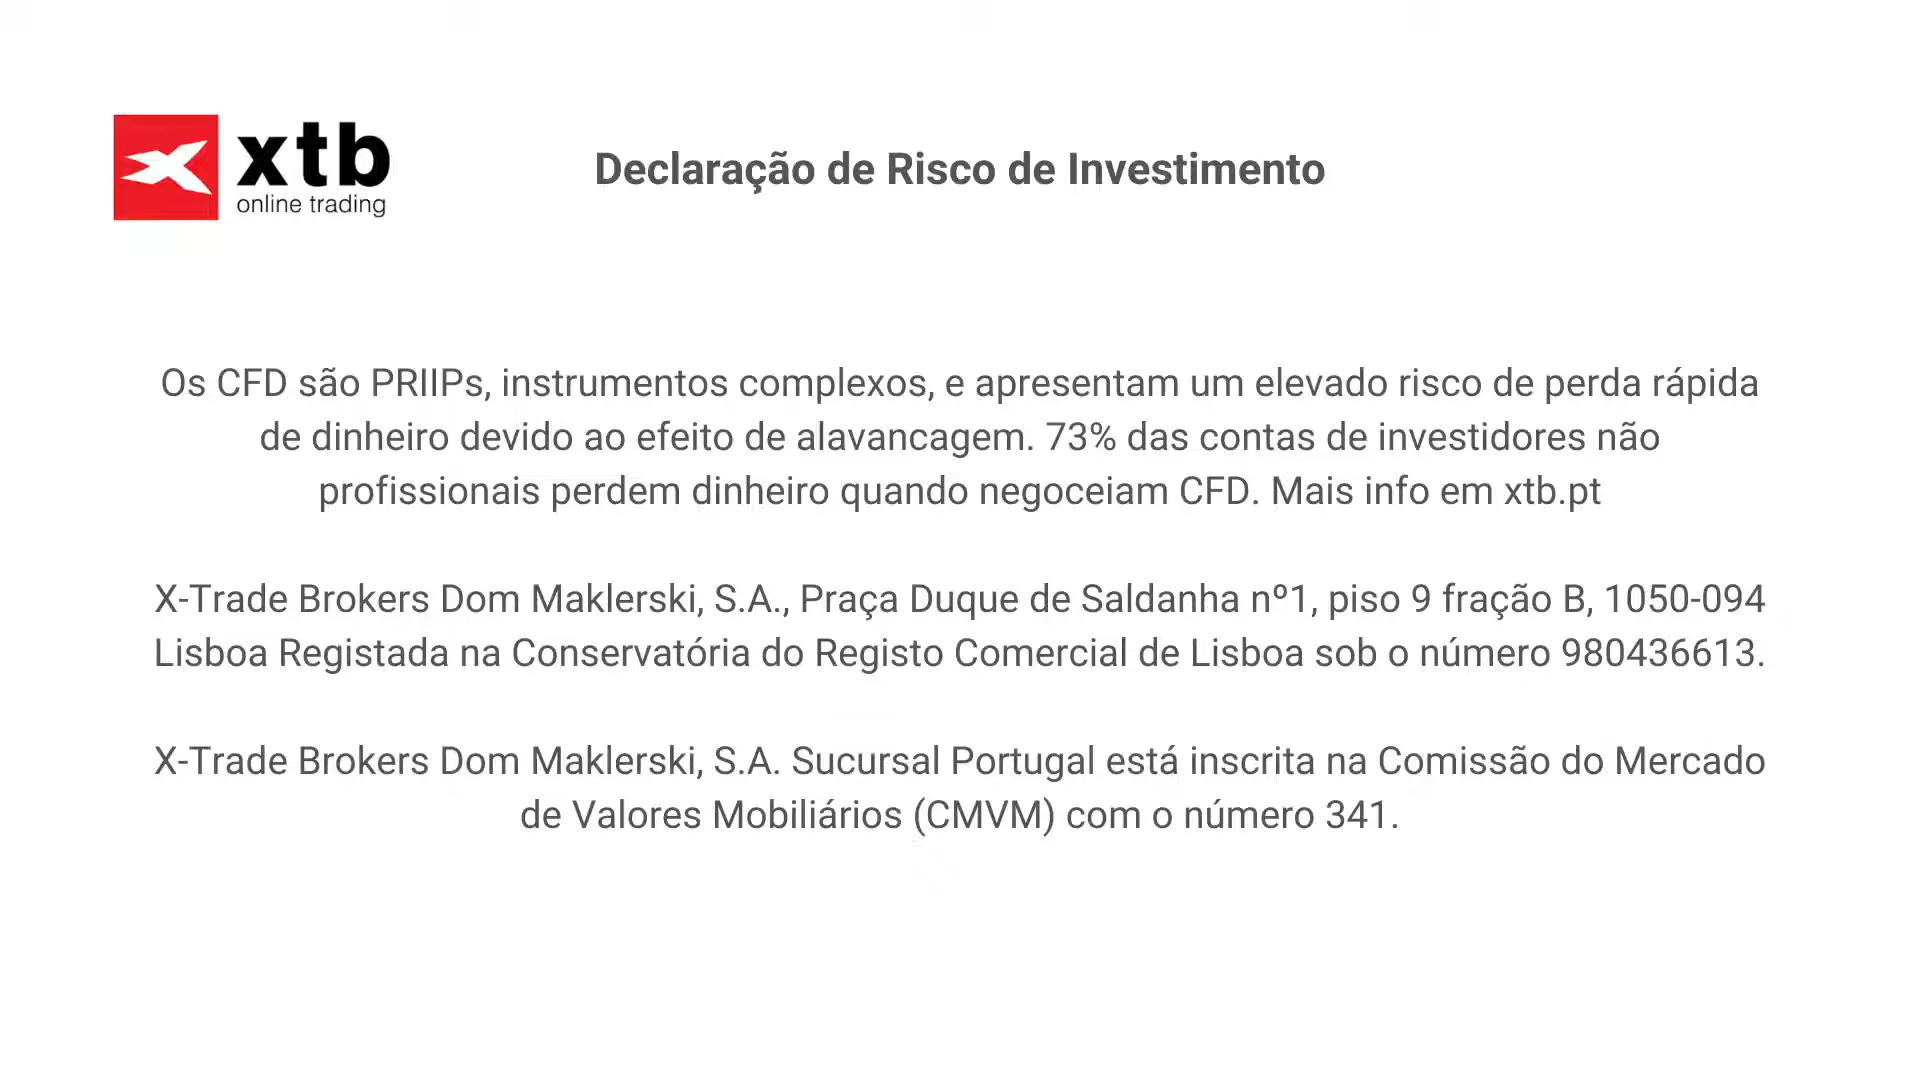 xtb
online trading
Declaração de Risco de Investimento
Os CFD são PRIIPs, instrumentos complexos, e apresentam um elevado risco de perda rápida
de dinheiro devido ao efeito de alavancagem. 73% das contas de investidores não
profissionais perdem dinheiro quando negoceiam CFD. Mais info em xtb.pt
X-Trade Brokers Dom Maklerski, S.A., Praça Duque de Saldanha nº1, piso 9 fração B, 1050-094
Lisboa Registada na Conservatória do Registo Comercial de Lisboa sob o número 980436613.
X-Trade Brokers Dom Maklerski, S.A. Sucursal Portugal está inscrita na Comissão do Mercado
de Valores Mobiliários (CMVM) com o número 341.